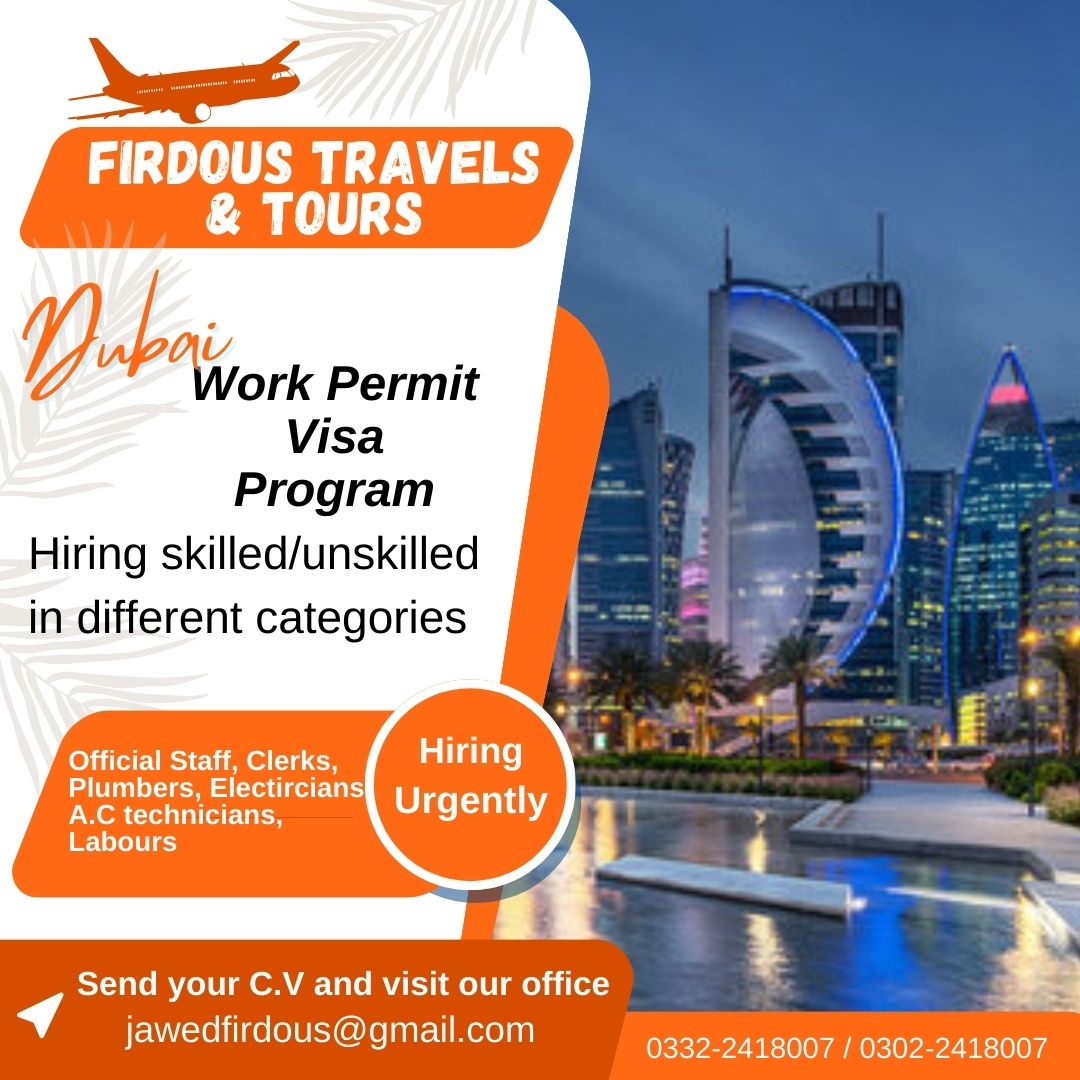 FIRDOUS TRAVELS
& TOURS
Dubai
Work Permit
Visa
Program
Hiring skilled/unskilled
in different categories
Official Staff, Clerks,
Plumbers, Electircians
A.C technicians,
Labours
Hiring
Urgently
Send your C.V and visit our office
jawedfirdous@gmail.com
0332-2418007 / 0302-2418007